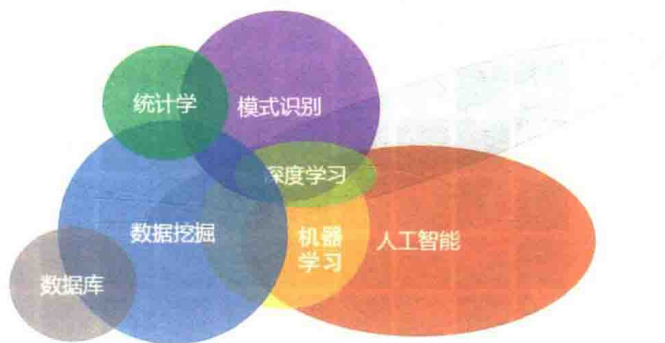 统计学
模式识别
深度学习
数据挖掘
机器
学习
人工智能
数据库